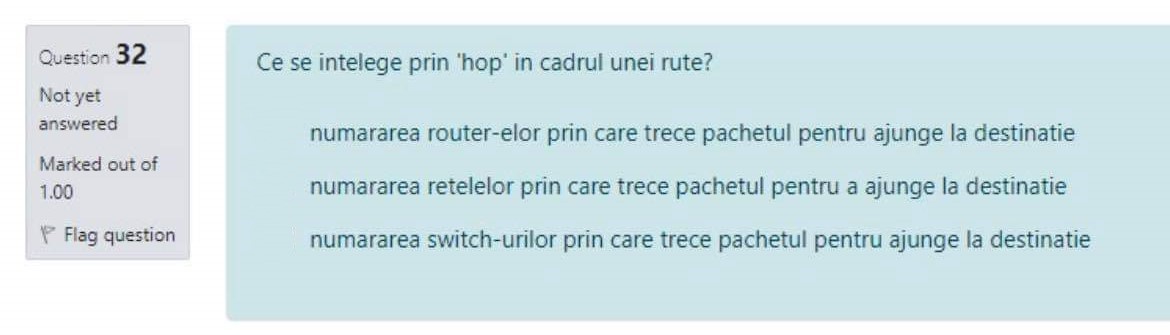 Question 32
Not yet
answered
Marked out of
1.00
Flag question
Ce se intelege prin 'hop' in cadrul unei rute?
numararea router-elor prin care trece pachetul pentru ajunge la destinatie
numararea retelelor prin care trece pachetul pentru a ajunge la destinatie
numararea switch-urilor prin care trece pachetul pentru ajunge la destinatie